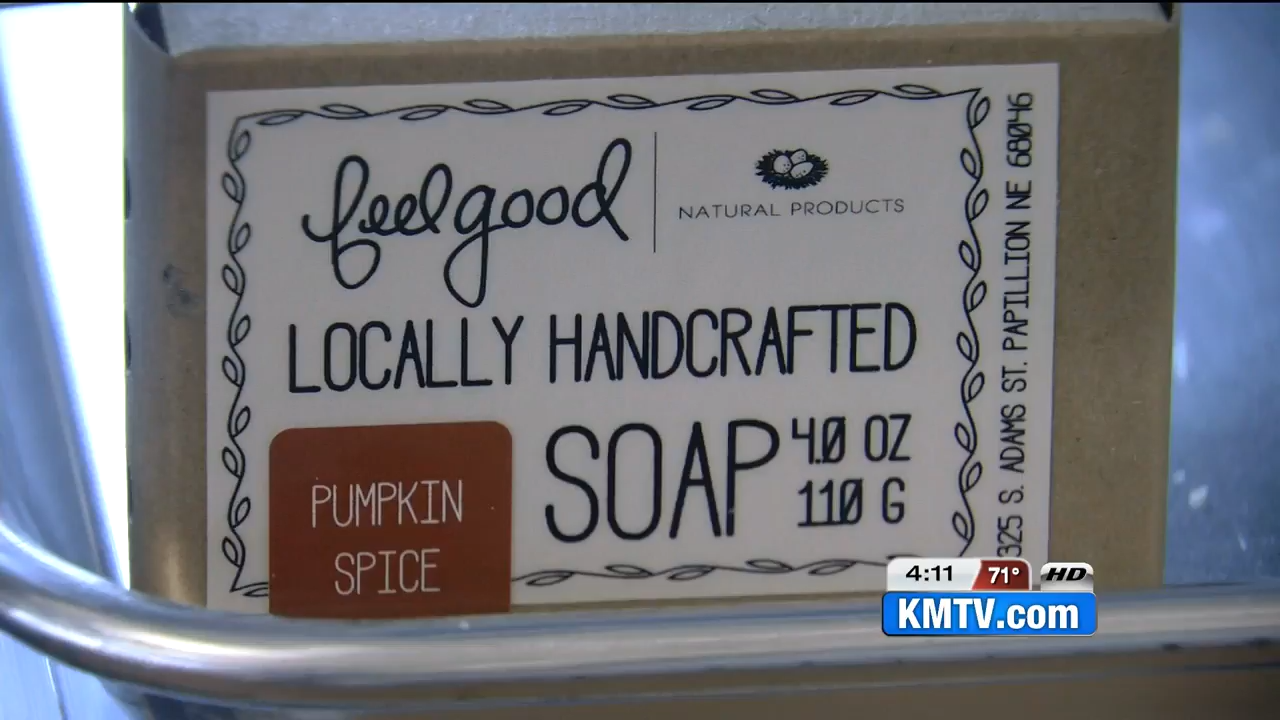 feelgood
NATURAL PRODUCTS
LOCALLY HANDCRAFTED
SOAP
4.0 OZ
110 G
PUMPKIN
SPICE
325 S. ADAMS ST. PAPILLION NE 68046
4:11 71° HD
KMTV.com